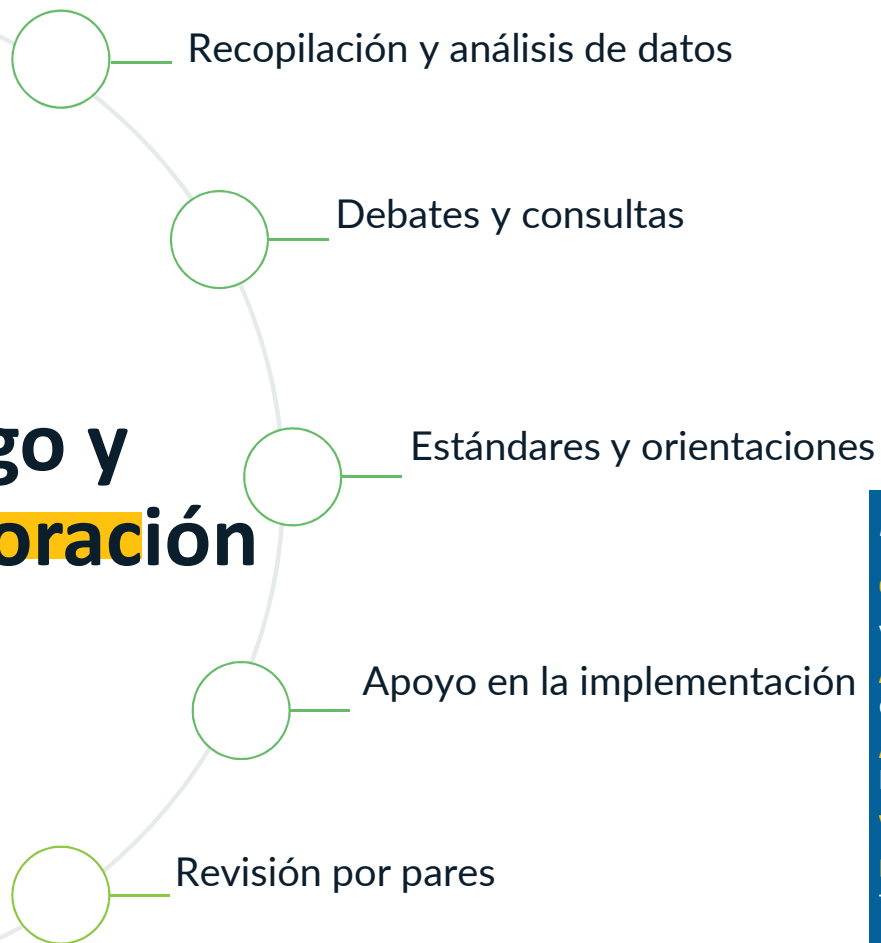 Recopilación y análisis de datos
Debates y consultas
go y
oración
Estándares y orientaciones
Apoyo en la implementación
Revisión por pares